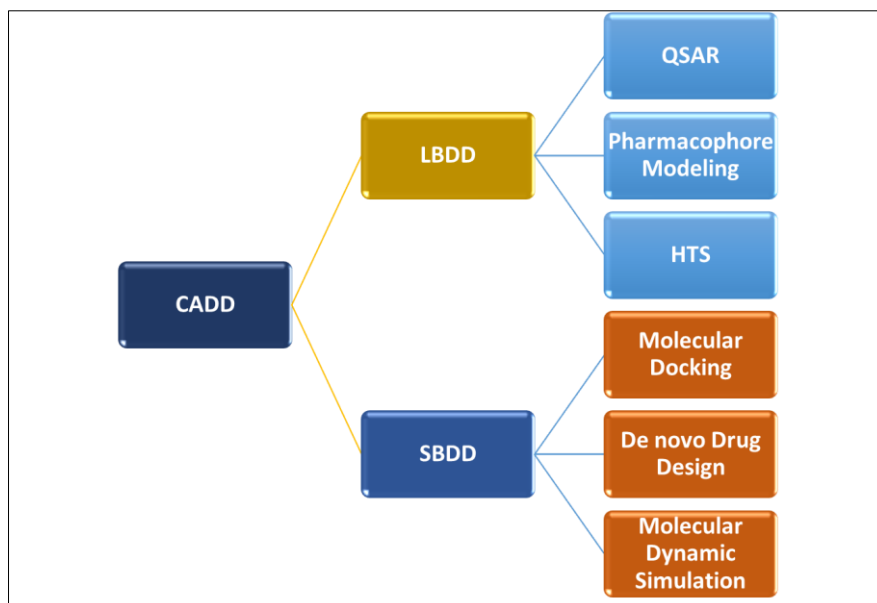 QSAR
LBDD
Pharmacophore
Modeling
HTS
CADD
Molecular
Docking
SBDD
De novo Drug
Design
Molecular
Dynamic
Simulation